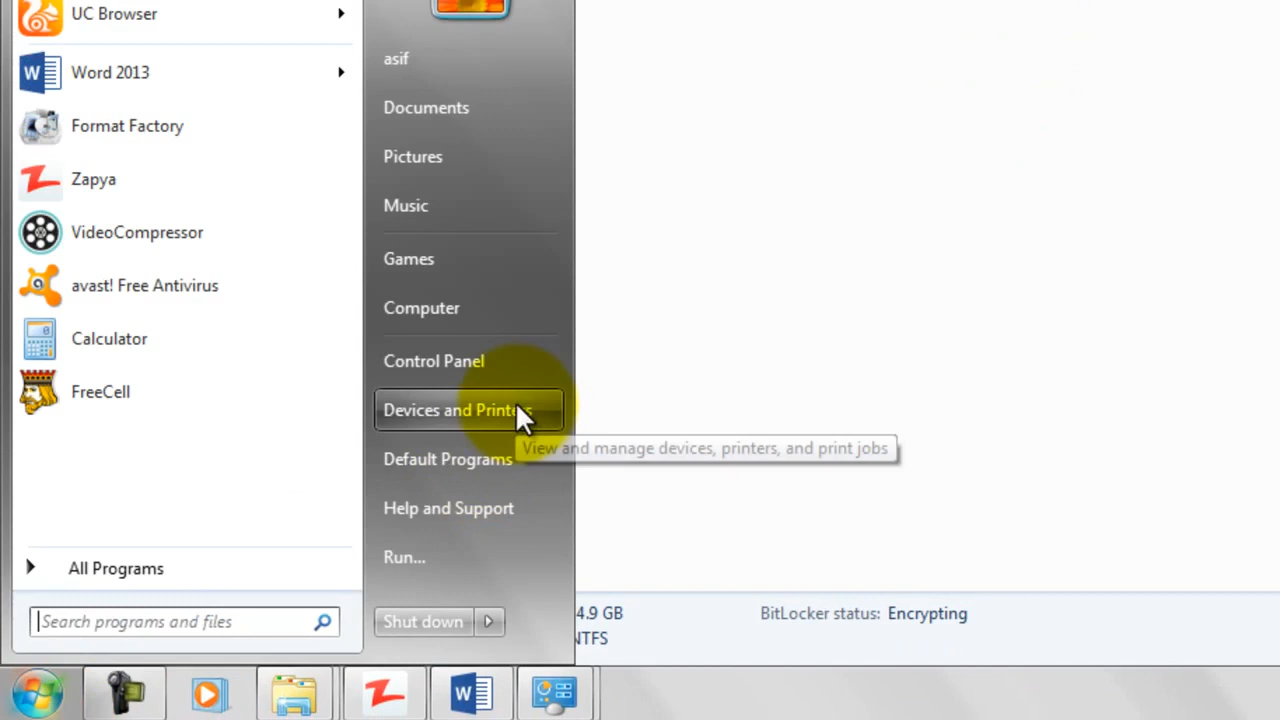 UC Browser
Word 2013
Format Factory
Zapya
VideoCompressor
avast! Free Antivirus
Calculator
FreeCell
All Programs
Search programs and files
asif
Documents
Pictures
Music
Games
Computer
Control Panel
Devices and Printers
View and manage devices, printers, and print jobs
Default Programs
Help and Support
Run...
Shut down
4.9 GB
BitLocker status: Encrypting
NTFS